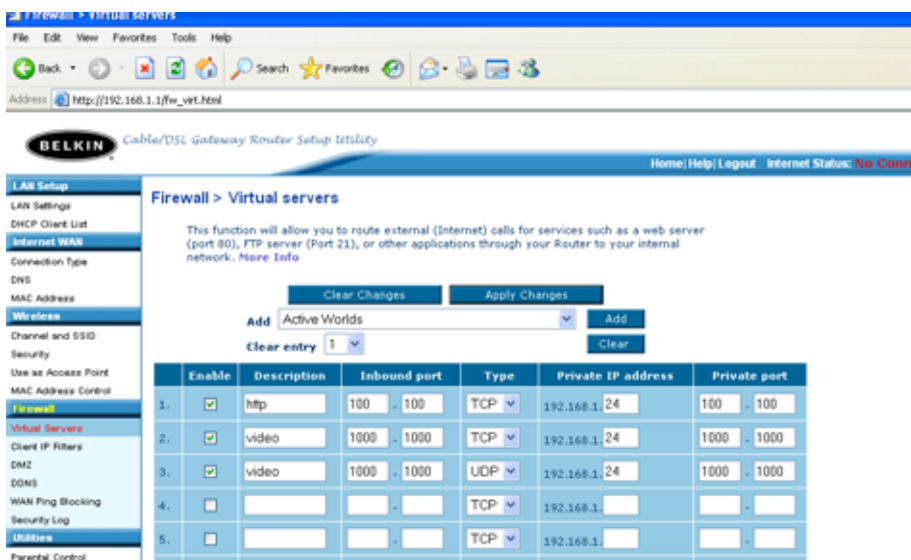 Firewall > Virtual servers
File Edit View Favorites Tools Help
Back Search Favorites
Address http://192.168.1.1/fw_virt.html
BELKIN Cable/DSL Gateway Router Setup Utility
Home|Help|Logout Internet Status: No Conn
LAN Setup
LAN Settings
DHCP Client List
Internet WAN
Connection Type
DNS
MAC Address
Wireless
Channel and SSID
Security
Use as Access Point
MAC Address Control
Firewall
Virtual Servers
Client IP Filters
DMZ
DDNS
WAN Ping Blocking
Security Log
Utilities
Parental Control
Firewall > Virtual servers
This function will allow you to route external (Internet) calls for services such as a web server
(port 80), FTP server (Port 21), or other applications through your Router to your internal
network. More Info
Clear Changes Apply Changes
Add Active Worlds Add
Clear entry 1 Clear
Enable Description Inbound port Type Private IP address Private port
1. http 100 - 100 TCP 192.168.1.24 100 - 100
2. video 1000 - 1000 TCP 192.168.1.24 1000 - 1000
3. video 1000 - 1000 UDP 192.168.1.24 1000 - 1000
4. - TCP 192.168.1. -
5. - TCP 192.168.1. -